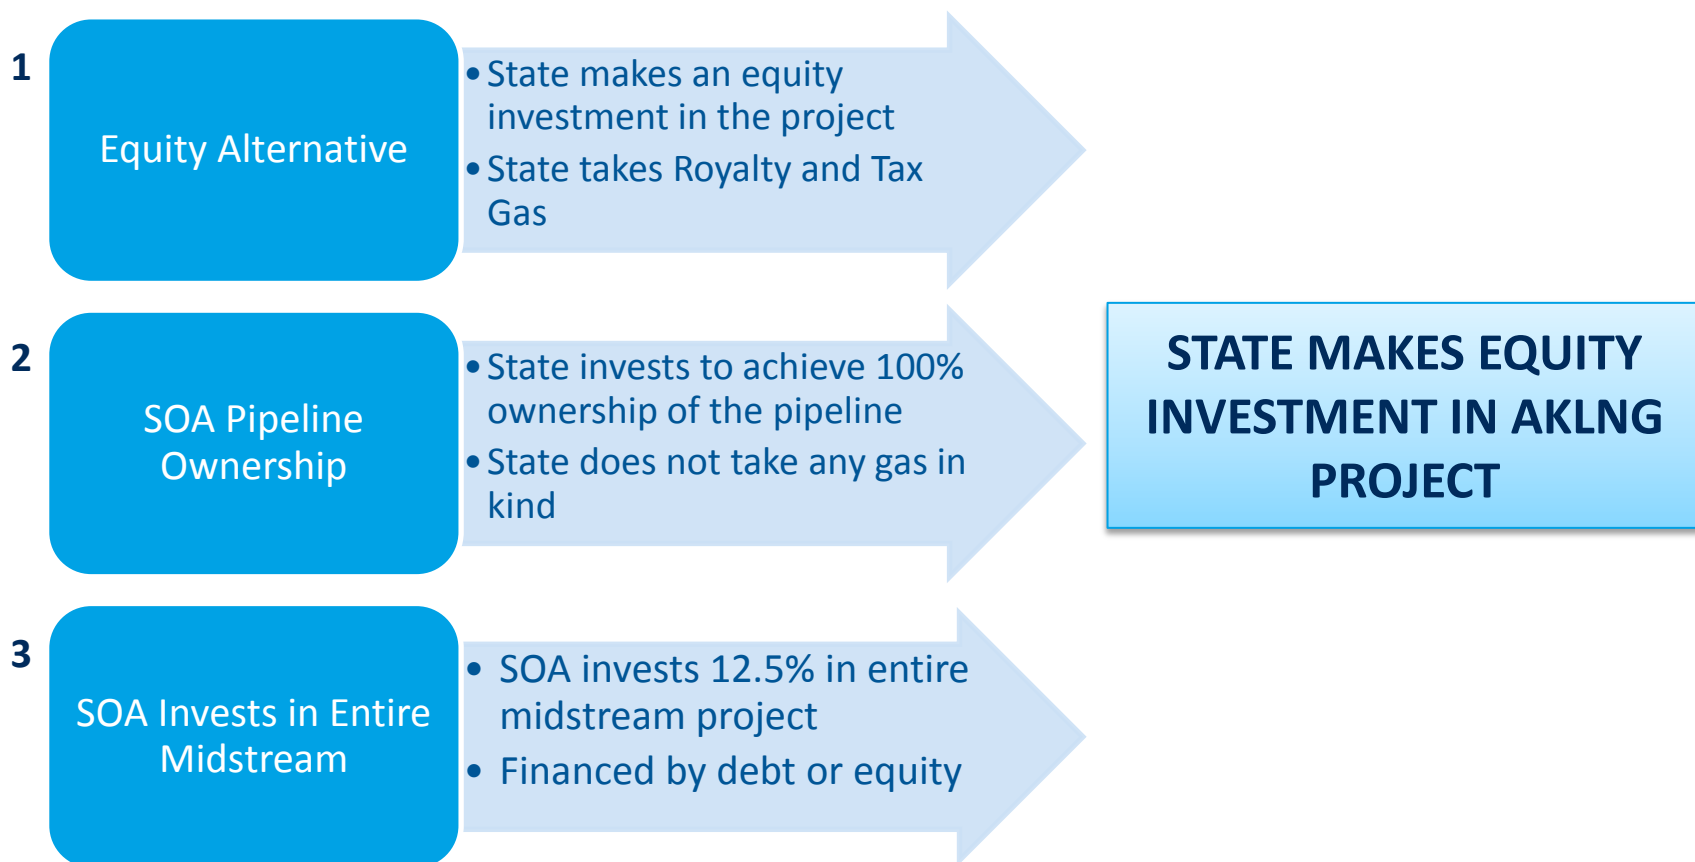 1
Equity Alternative
• State makes an equity
investment in the project
• State takes Royalty and Tax
Gas
2
SOA Pipeline
Ownership
• State invests to achieve 100%
ownership of the pipeline
• State does not take any gas in
kind
3
SOA Invests in Entire
Midstream
• SOA invests 12.5% in entire
midstream project
• Financed by debt or equity
STATE MAKES EQUITY
INVESTMENT IN AKLNG
PROJECT